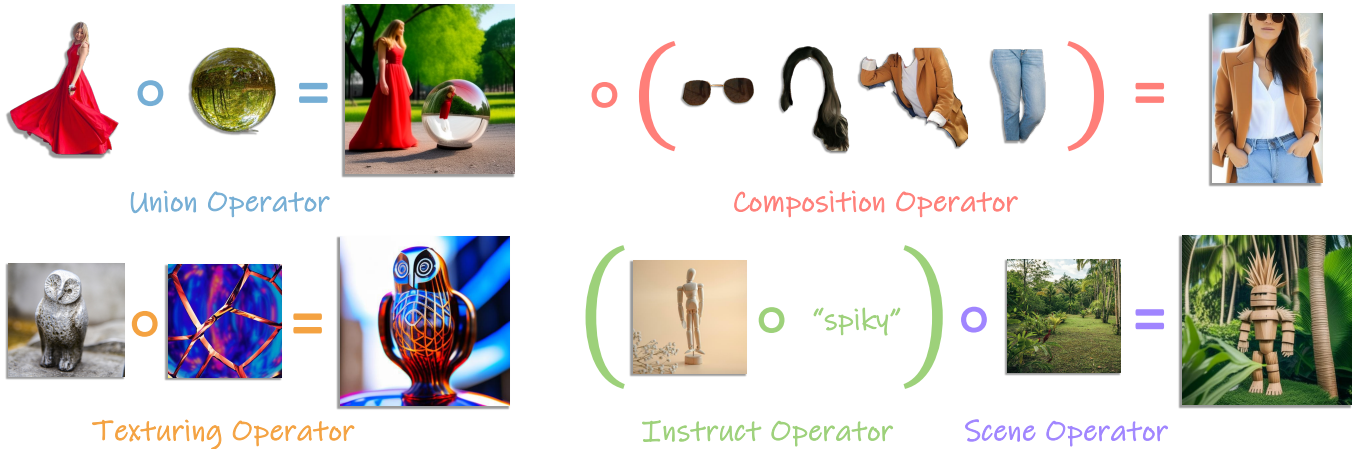 Union Operator
Composition Operator
"spiky"
Texturing Operator
Instruct Operator
Scene Operator